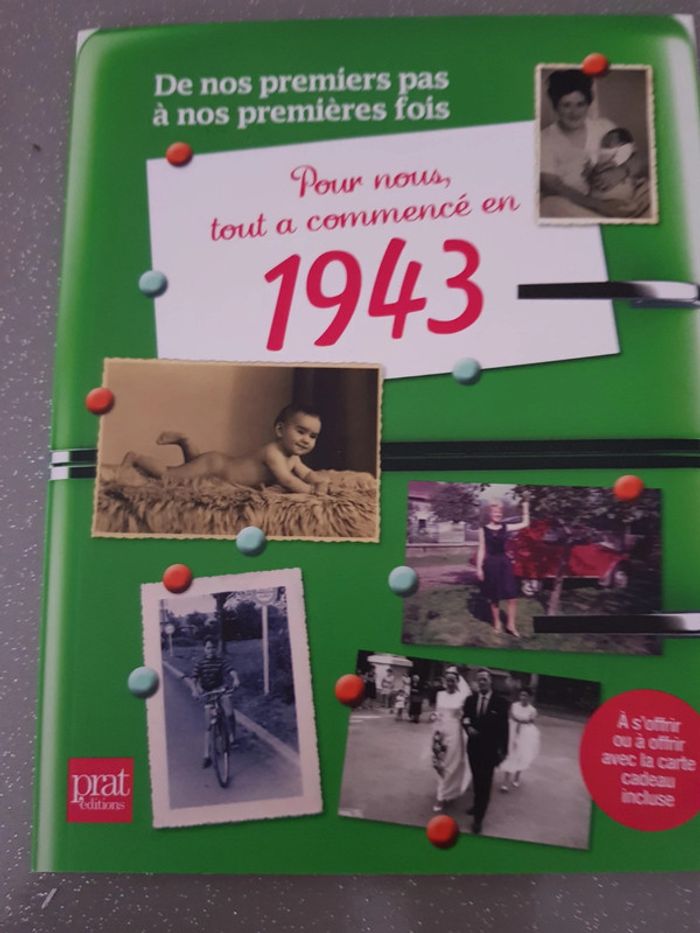 De nos premiers pas
à nos premières fois
Pour nous,
tout a commencé en
1943
À s'offrir
ou à offrir
avec la carte
cadeau
incluse
prat
éditions